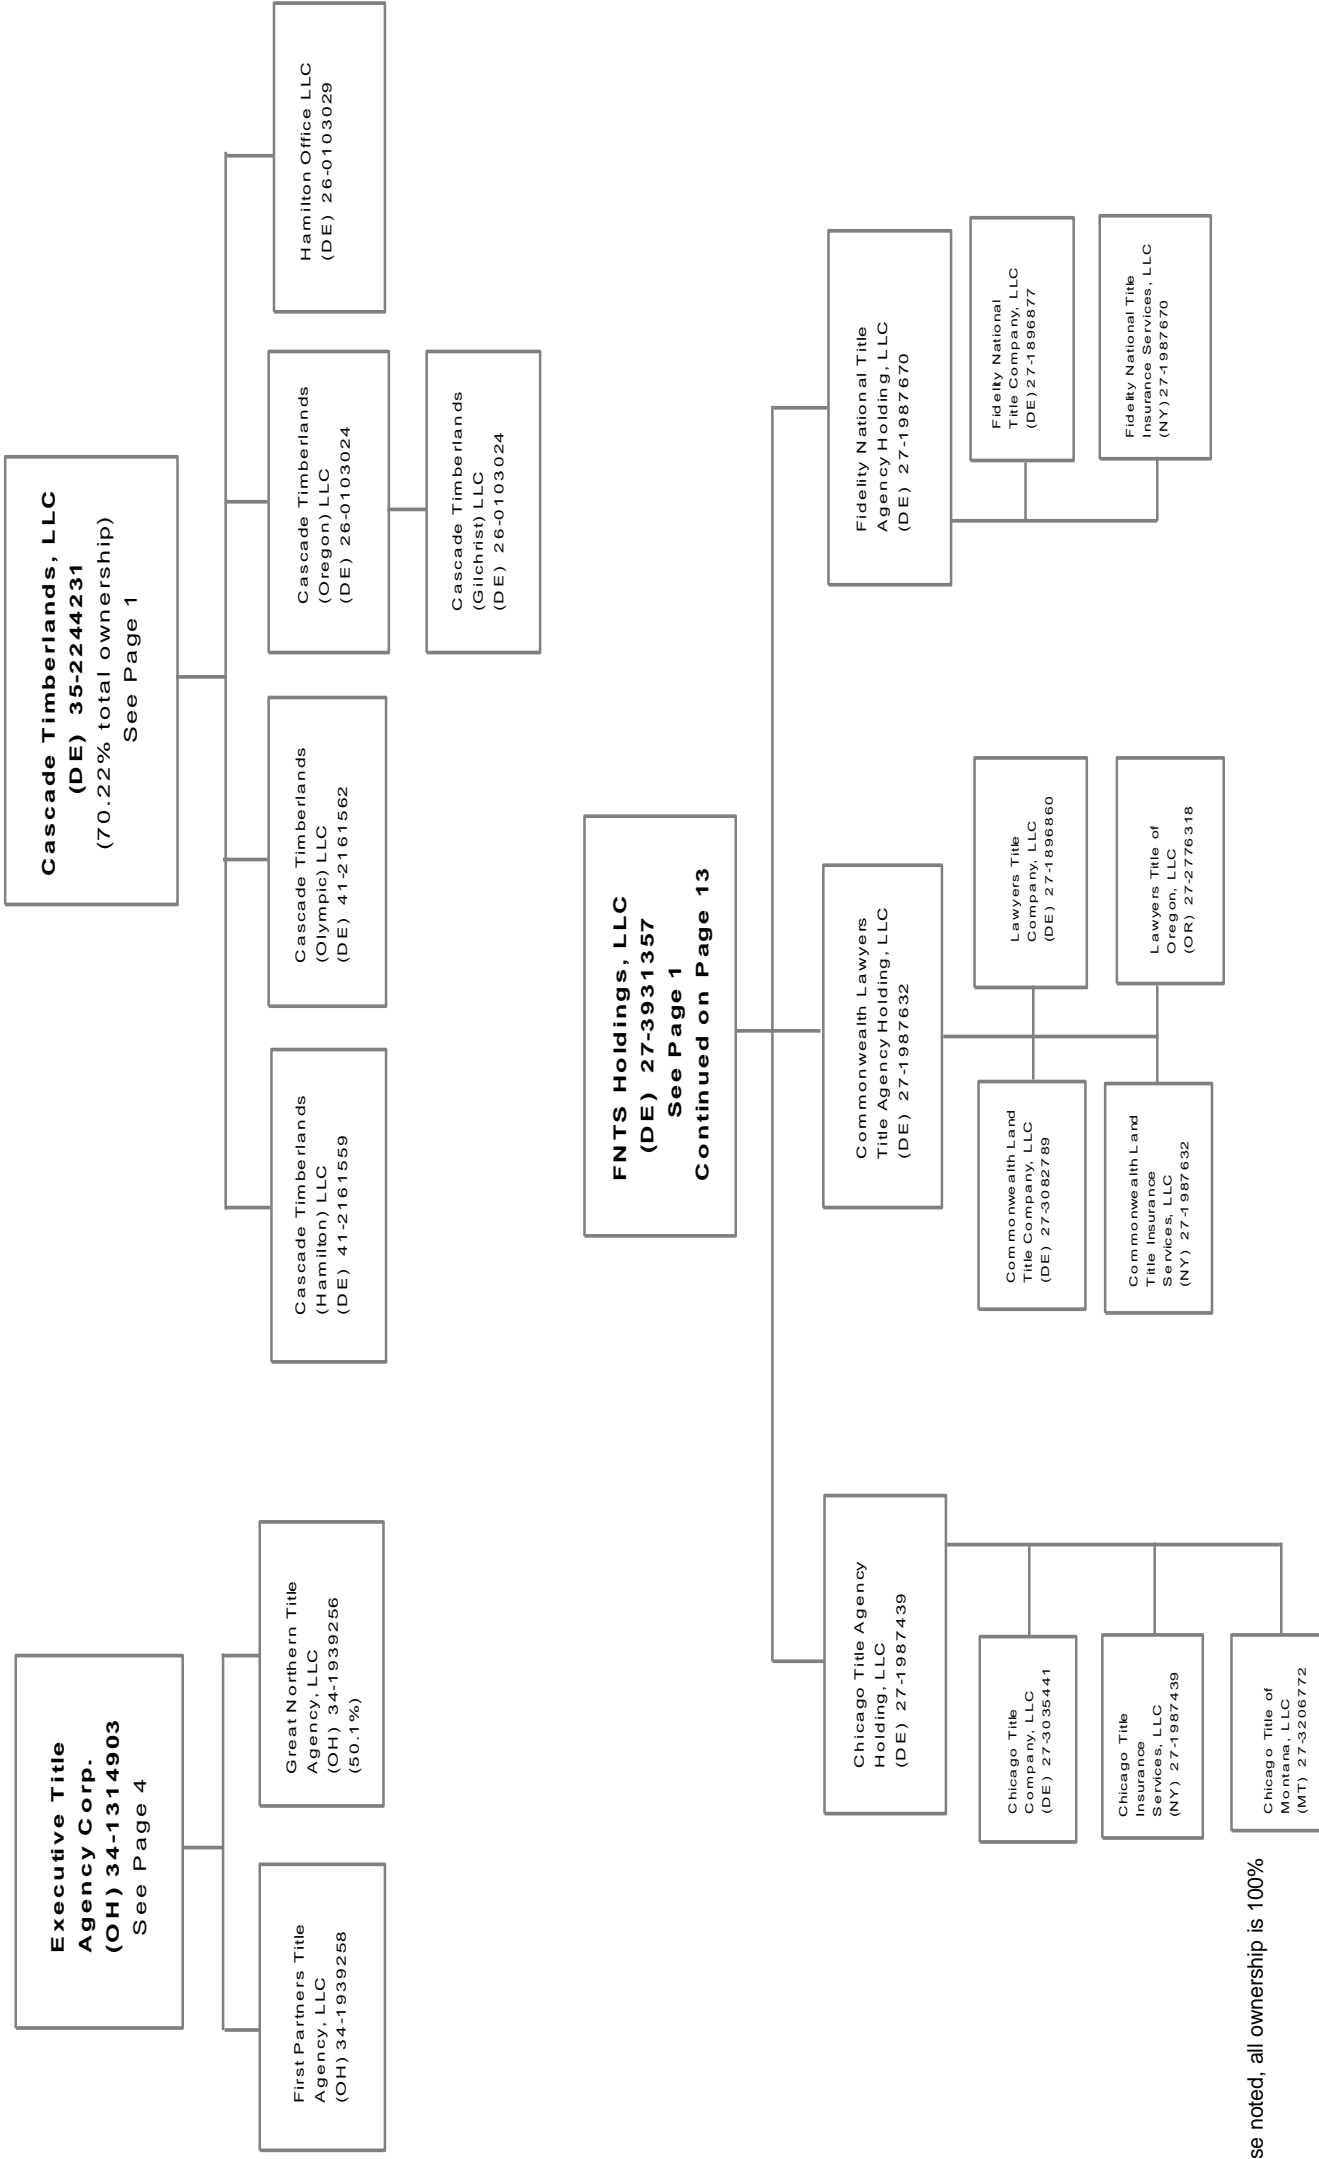 Executive Title
Agency Corp.
(OH) 34-1314903
See Page 4
First Partners Title
Agency, LLC
(OH) 34-1939258
Great Northern Title
Agency, LLC
(OH) 34-1939256
(50.1%)
Cascade Timberlands, LLC
(DE) 35-2244231
(70.22% total ownership)
See Page 1
Cascade Timberlands
(Hamilton) LLC
(DE) 41-2161559
Cascade Timberlands
(Olympic) LLC
(DE) 41-2161562
Cascade Timberlands
(Oregon) LLC
(DE) 26-0103024
Hamilton Office LLC
(DE) 26-0103029
Cascade Timberlands
(Gilchrist) LLC
(DE) 26-0103024
FNTS Holdings, LLC
(DE) 27-3931357
See Page 1
Continued on Page 13
Chicago Title Agency
Holding, LLC
(DE) 27-1987439
Chicago Title
Company, LLC
(DE) 27-3035441
Chicago Title
Insurance
Services, LLC
(NY) 27-1987439
Chicago Title of
Montana, LLC
(MT) 27-3206772
Commonwealth Lawyers
Title Agency Holding, LLC
(DE) 27-1987632
Commonwealth Land
Title Company, LLC
(DE) 27-3082789
Lawyers Title
Company, LLC
(DE) 27-1896860
Commonwealth Land
Title Insurance
Services, LLC
(NY) 27-1987632
Lawyers Title of
Oregon, LLC
(OR) 27-2776318
Fidelity National Title
Agency Holding, LLC
(DE) 27-1987670
Fidelity National
Title Company, LLC
(DE) 27-1896877
Fidelity National Title
Insurance Services, LLC
(NY) 27-1987670
se noted, all ownership is 100%